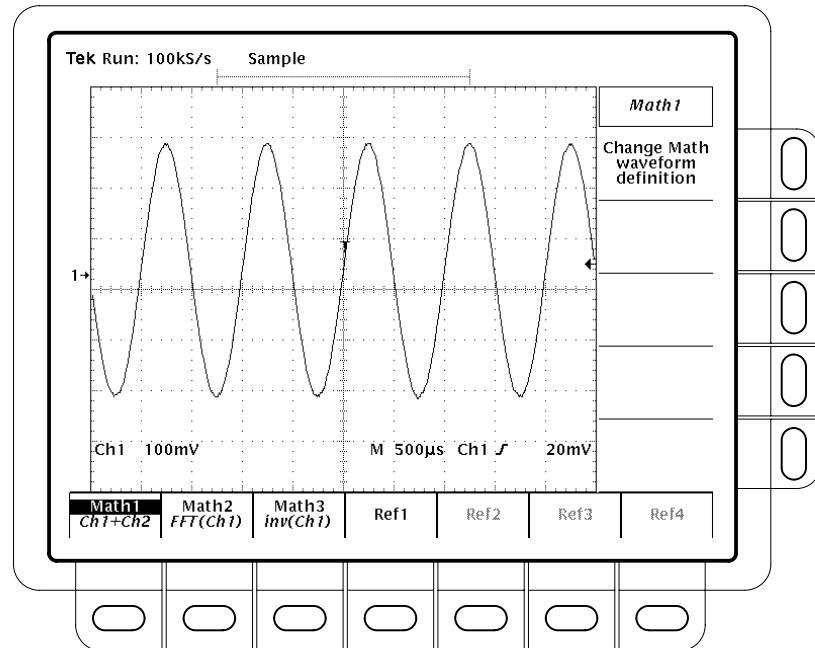 Tek Run: 100kS/s Sample
Math1
Change Math
waveform
definition
T
1→
Ch1 100mV M 500µs Ch1 ƒ 20mV
Math1 Math2 Math3 Ref1 Ref2 Ref3 Ref4
Ch1+Ch2 FFT(Ch1) inv(Ch1)